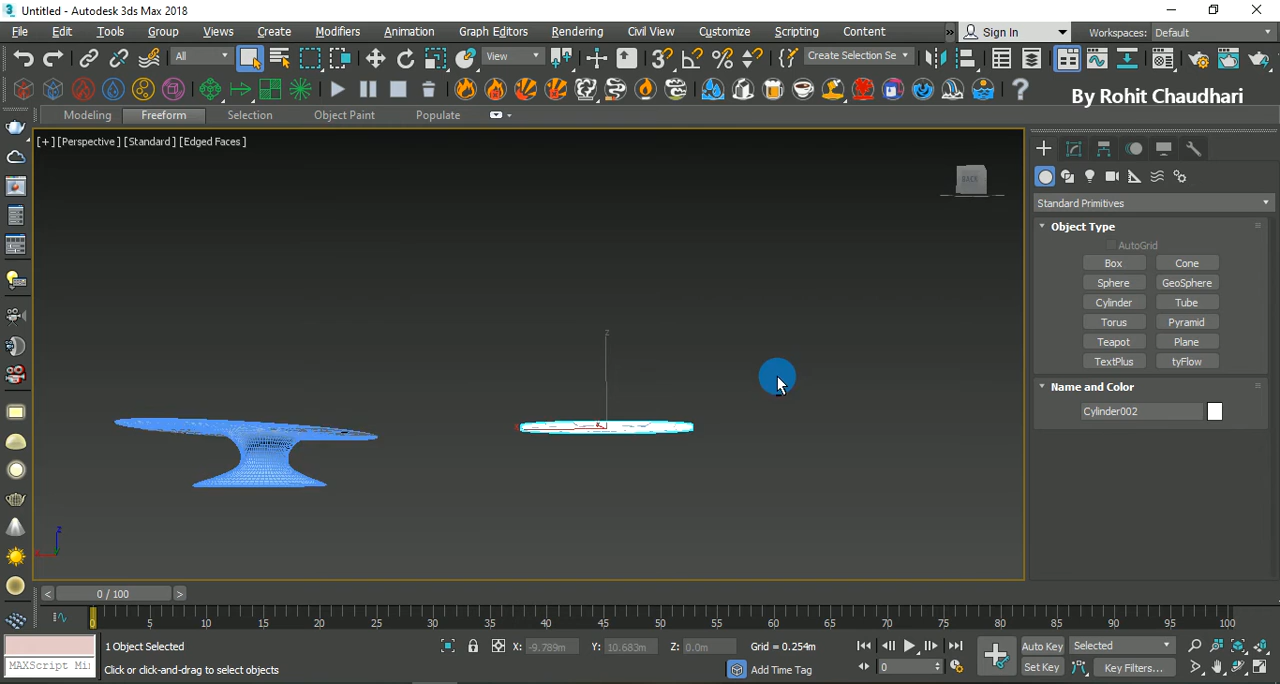 Untitled - Autodesk 3ds Max 2018
File Edit Tools Group Views Create Modifiers Animation Graph Editors Rendering Civil View Customize Scripting Content » Sign In Workspaces: Default
All View Create Selection Se
By Rohit Chaudhari
Modeling Freeform Selection Object Paint Populate
[+] [Perspective] [Standard] [Edged Faces]
BACK
Standard Primitives
Object Type
AutoGrid
Box Cone
Sphere GeoSphere
Cylinder Tube
Torus Pyramid
Teapot Plane
TextPlus tyFlow
Name and Color
Cylinder002
z
z
< 0 / 100 >
0 5 10 15 20 25 30 35 40 45 50 55 60 65 70 75 80 85 90 95 100
1 Object Selected X: -9.789m Y: 10.683m Z: 0.0m Grid = 0.254m Auto Key Selected
MAXScript Mi Click or click-and-drag to select objects Add Time Tag 0 Set Key Key Filters...